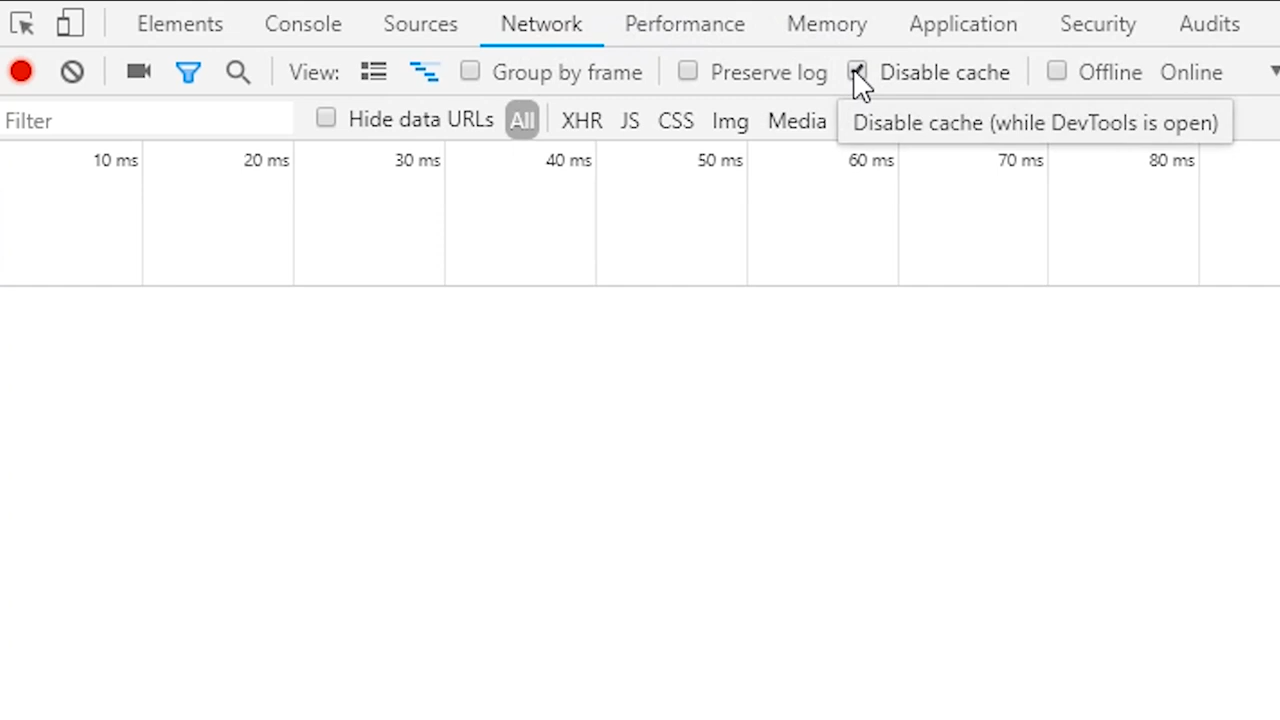 Elements Console Sources Network Performance Memory Application Security Audits
View: Group by frame Preserve log Disable cache Offline Online
Filter Hide data URLs All XHR JS CSS Img Media Disable cache (while DevTools is open)
10 ms 20 ms 30 ms 40 ms 50 ms 60 ms 70 ms 80 ms